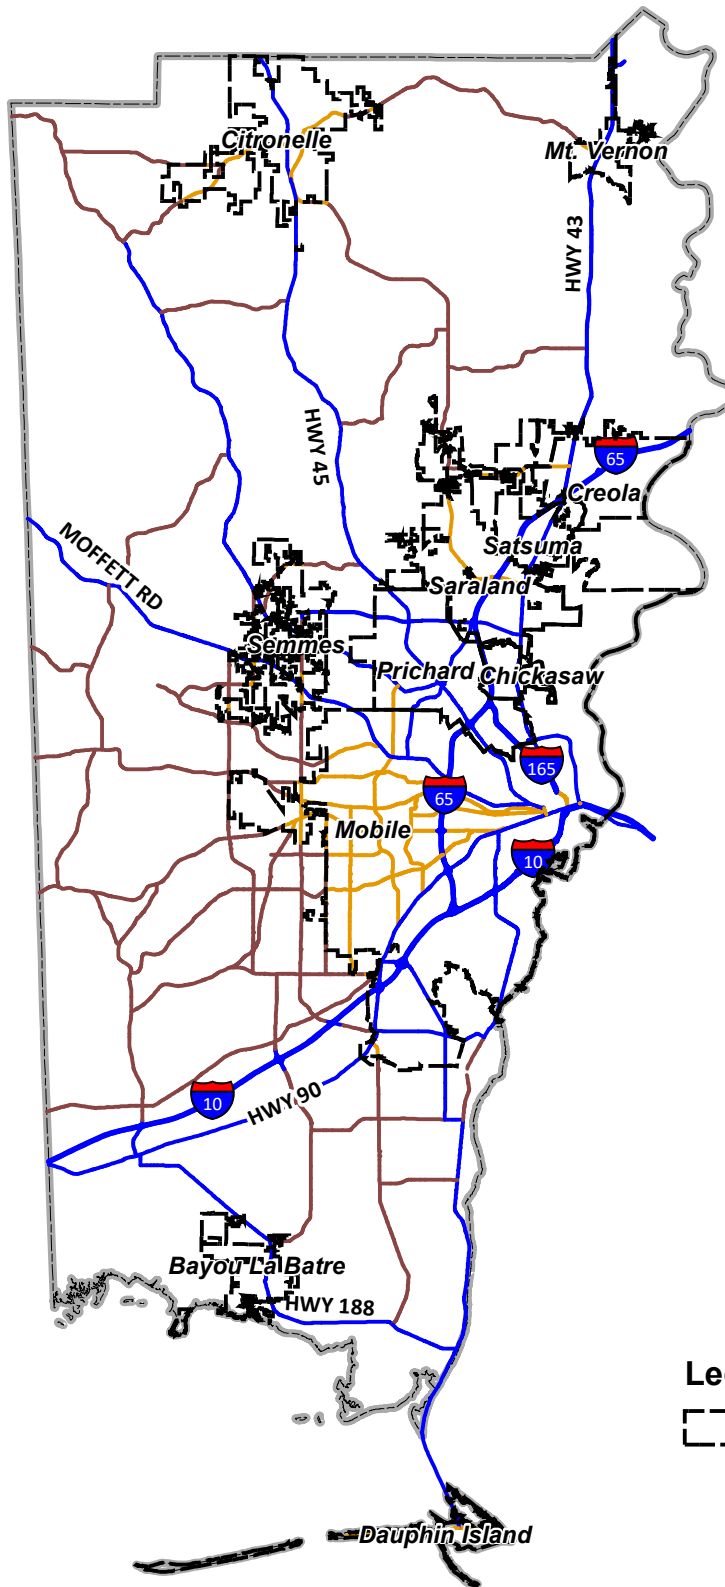 Citronelle
Mt. Vernon
HWY 43
HWY 45
65
Creola
MOFFETT RD
Satsuma
Saraland
Semmes
Prichard
Chickasaw
165
65
Mobile
10
10
HWY 90
Bayou La Batre
HWY 188
Le
Dauphin Island